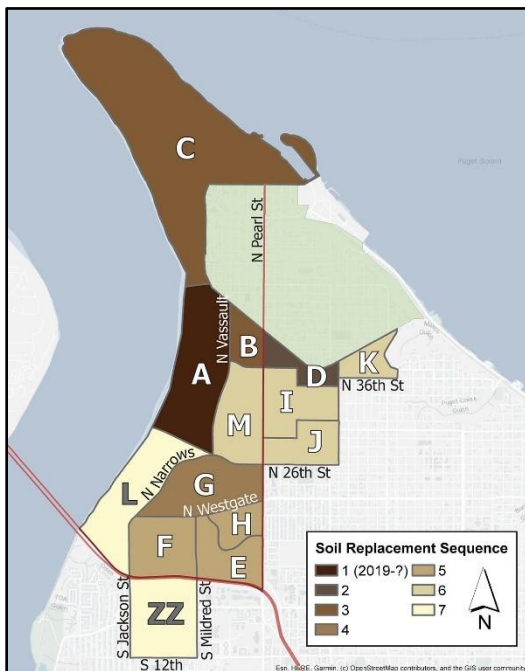 C
Puget Sound
N Pearl St
N Vassault
B
K
A
D
N 36th St
I
M
J
N 26th St
L
N Narrows
G
N Westgate
H
F
E
S Jackson St
ZZ
S Mildred St
S 12th
Soil Replacement Sequence
1 (2019-?)
2
3
4
5
6
7
N
Esri, HERE, Garmin, (c) OpenStreetMap contributors, and the GIS user community